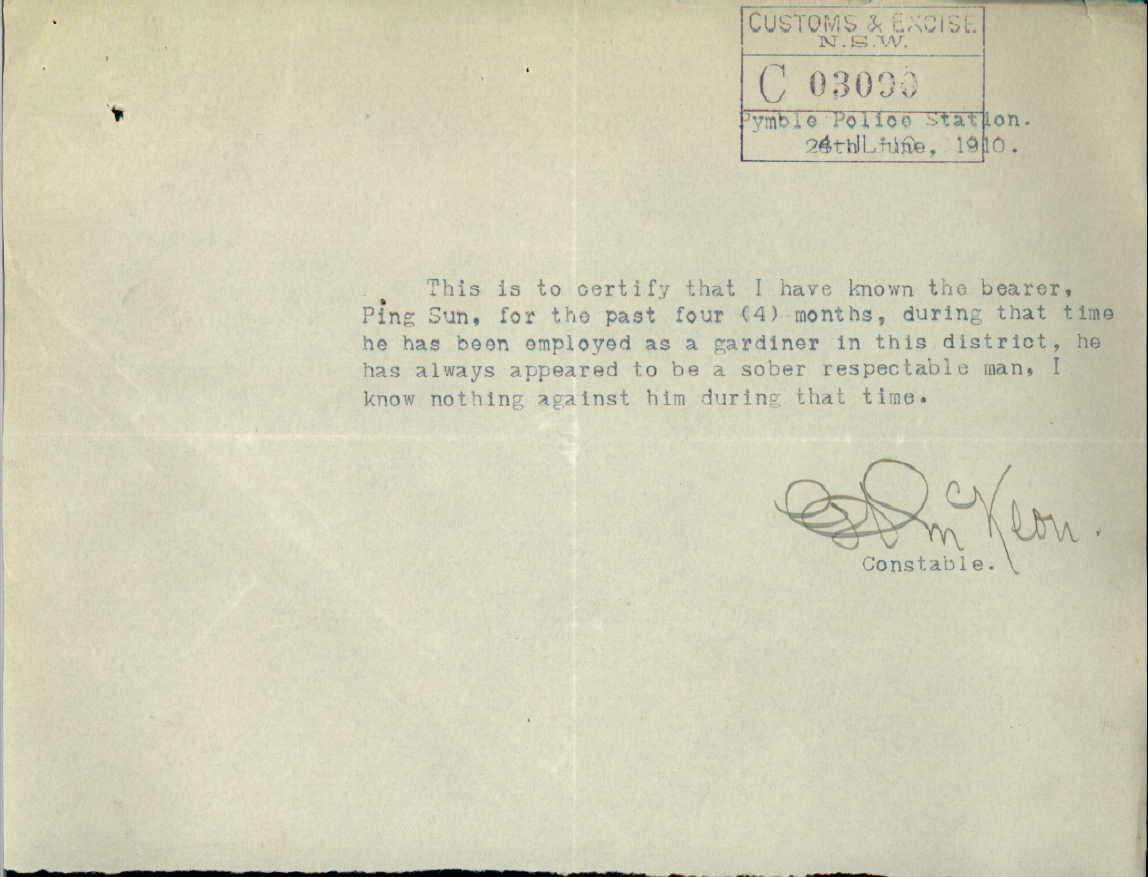 CUSTOMS & EXCISE
N.S.W.
C 03090
Pymble Police Station.
June, 1910.
This is to certify that I have known the bearer,
Ping Sun, for the past four (4) months, during that time
he has been employed as a gardiner in this district, he
has always appeared to be a sober respectable man, I
know nothing against him during that time.
McKeon.
Constable.